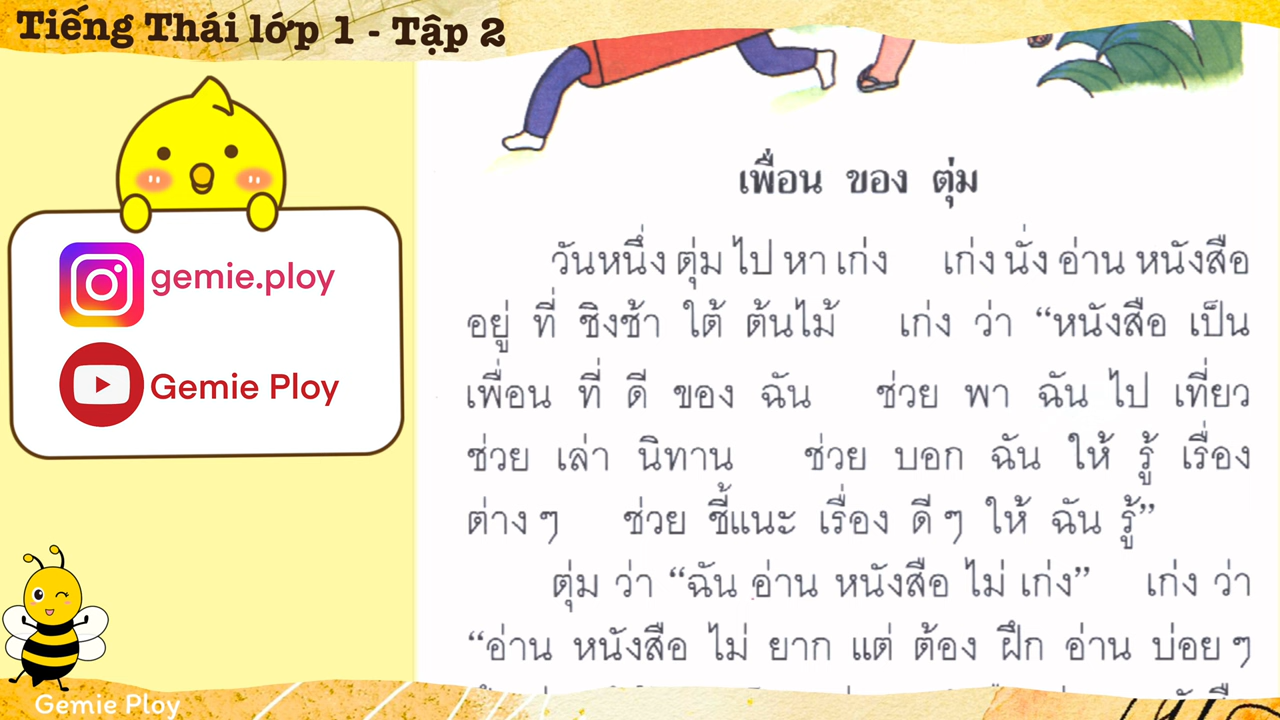 Tiếng Thái lớp 1 - Tập 2
gemie.ploy
Gemie Ploy
เพื่อน ของ ตุ่ม
วันหนึ่ง ตุ่ม ไป หา เก่ง เก่ง นั่ง อ่าน หนังสือ
อยู่ ที่ ชิงช้า ใต้ ต้นไม้ เก่ง ว่า “หนังสือ เป็น
เพื่อน ที่ ดี ของ ฉัน ช่วย พา ฉัน ไป เที่ยว
ช่วย เล่า นิทาน ช่วย บอก ฉัน ให้ รู้ เรื่อง
ต่าง ๆ ช่วย ชี้แนะ เรื่อง ดี ๆ ให้ ฉัน รู้”
ตุ่ม ว่า “ฉัน อ่าน หนังสือ ไม่ เก่ง” เก่ง ว่า
“อ่าน หนังสือ ไม่ ยาก แต่ ต้อง ฝึก อ่าน บ่อย ๆ
Gemie Ploy